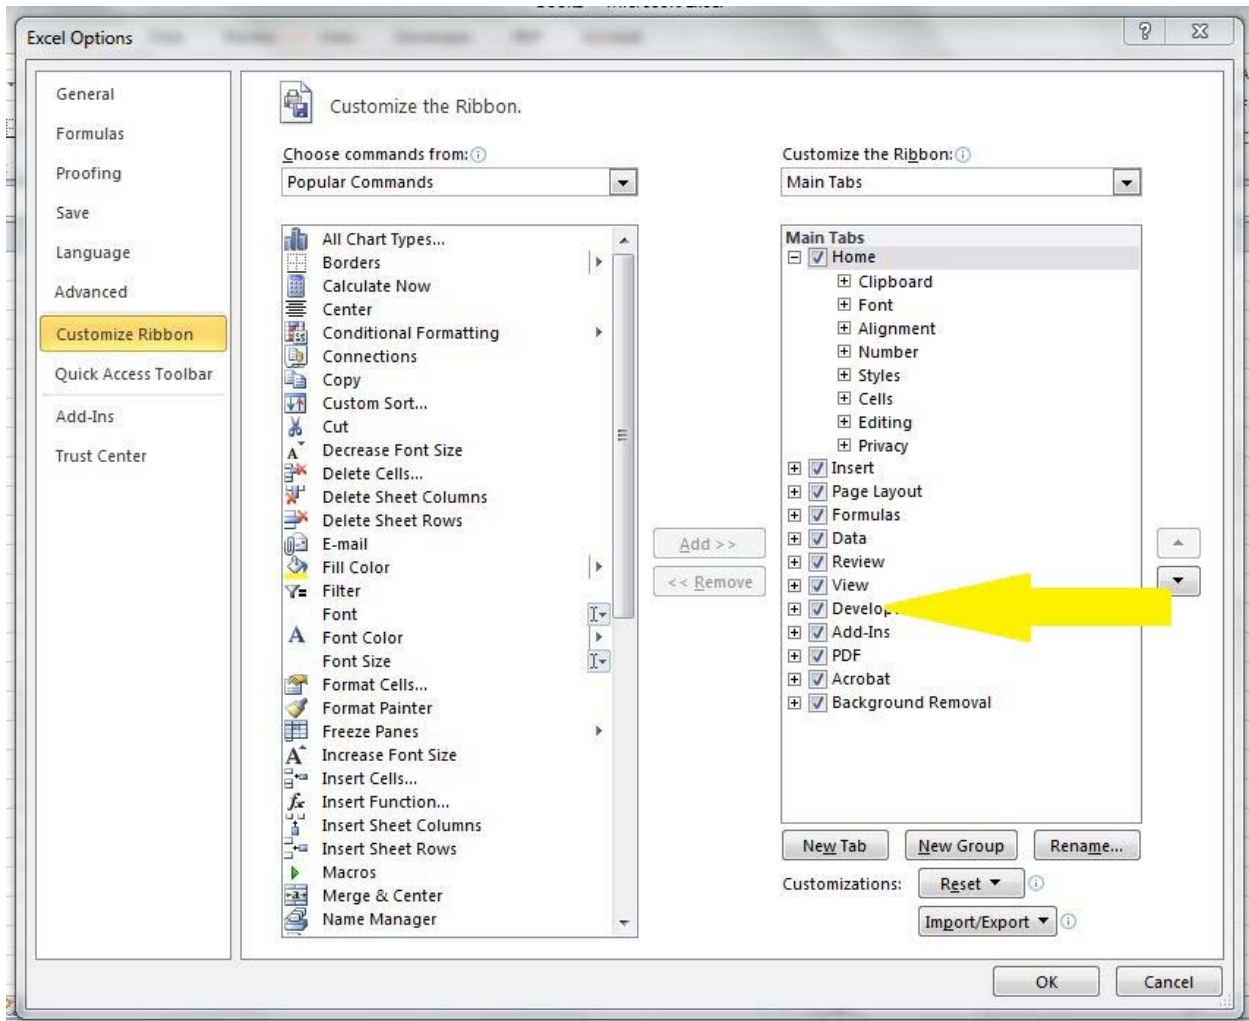 Excel Options
General
Formulas
Proofing
Save
Language
Advanced
Customize Ribbon
Quick Access Toolbar
Add-Ins
Trust Center
Customize the Ribbon.
Choose commands from:
Popular Commands
All Chart Types...
Borders
Calculate Now
Center
Conditional Formatting
Connections
Copy
Custom Sort...
Cut
Decrease Font Size
Delete Cells...
Delete Sheet Columns
Delete Sheet Rows
E-mail
Fill Color
Filter
Font
Font Color
Font Size
Format Cells...
Format Painter
Freeze Panes
Increase Font Size
Insert Cells...
Insert Function...
Insert Sheet Columns
Insert Sheet Rows
Macros
Merge & Center
Name Manager
Add >>
<< Remove
Customize the Ribbon:
Main Tabs
Main Tabs
Home
Clipboard
Font
Alignment
Number
Styles
Cells
Editing
Privacy
Insert
Page Layout
Formulas
Data
Review
View
Develop
Add-Ins
PDF
Acrobat
Background Removal
New Tab
New Group
Rename...
Customizations:
Reset
Import/Export
OK
Cancel